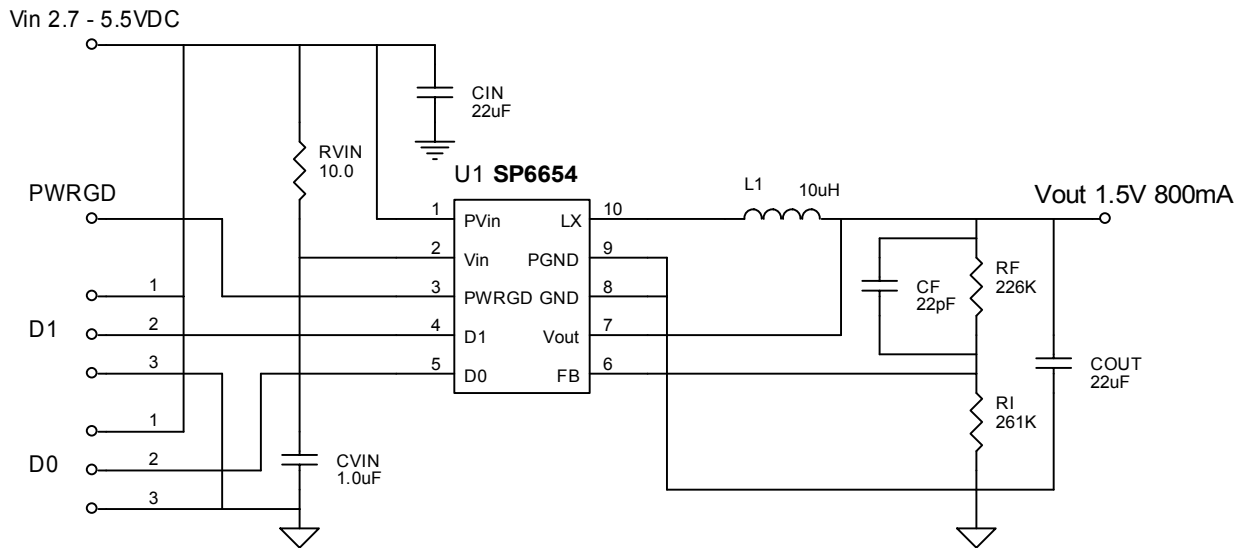 Vin 2.7 - 5.5VDC
CIN
22uF
RVIN
10.0
U1 SP6654
L1
10uH
Vout 1.5V 800mA
PWRGD
1
PVin
LX
10
2
Vin
PGND
9
3
PWRGD
GND
8
4
D1
Vout
7
5
D0
FB
6
RF
226K
CF
22pF
1
D1
2
3
COUT
22uF
RI
261K
1
D0
2
3
CVIN
1.0uF